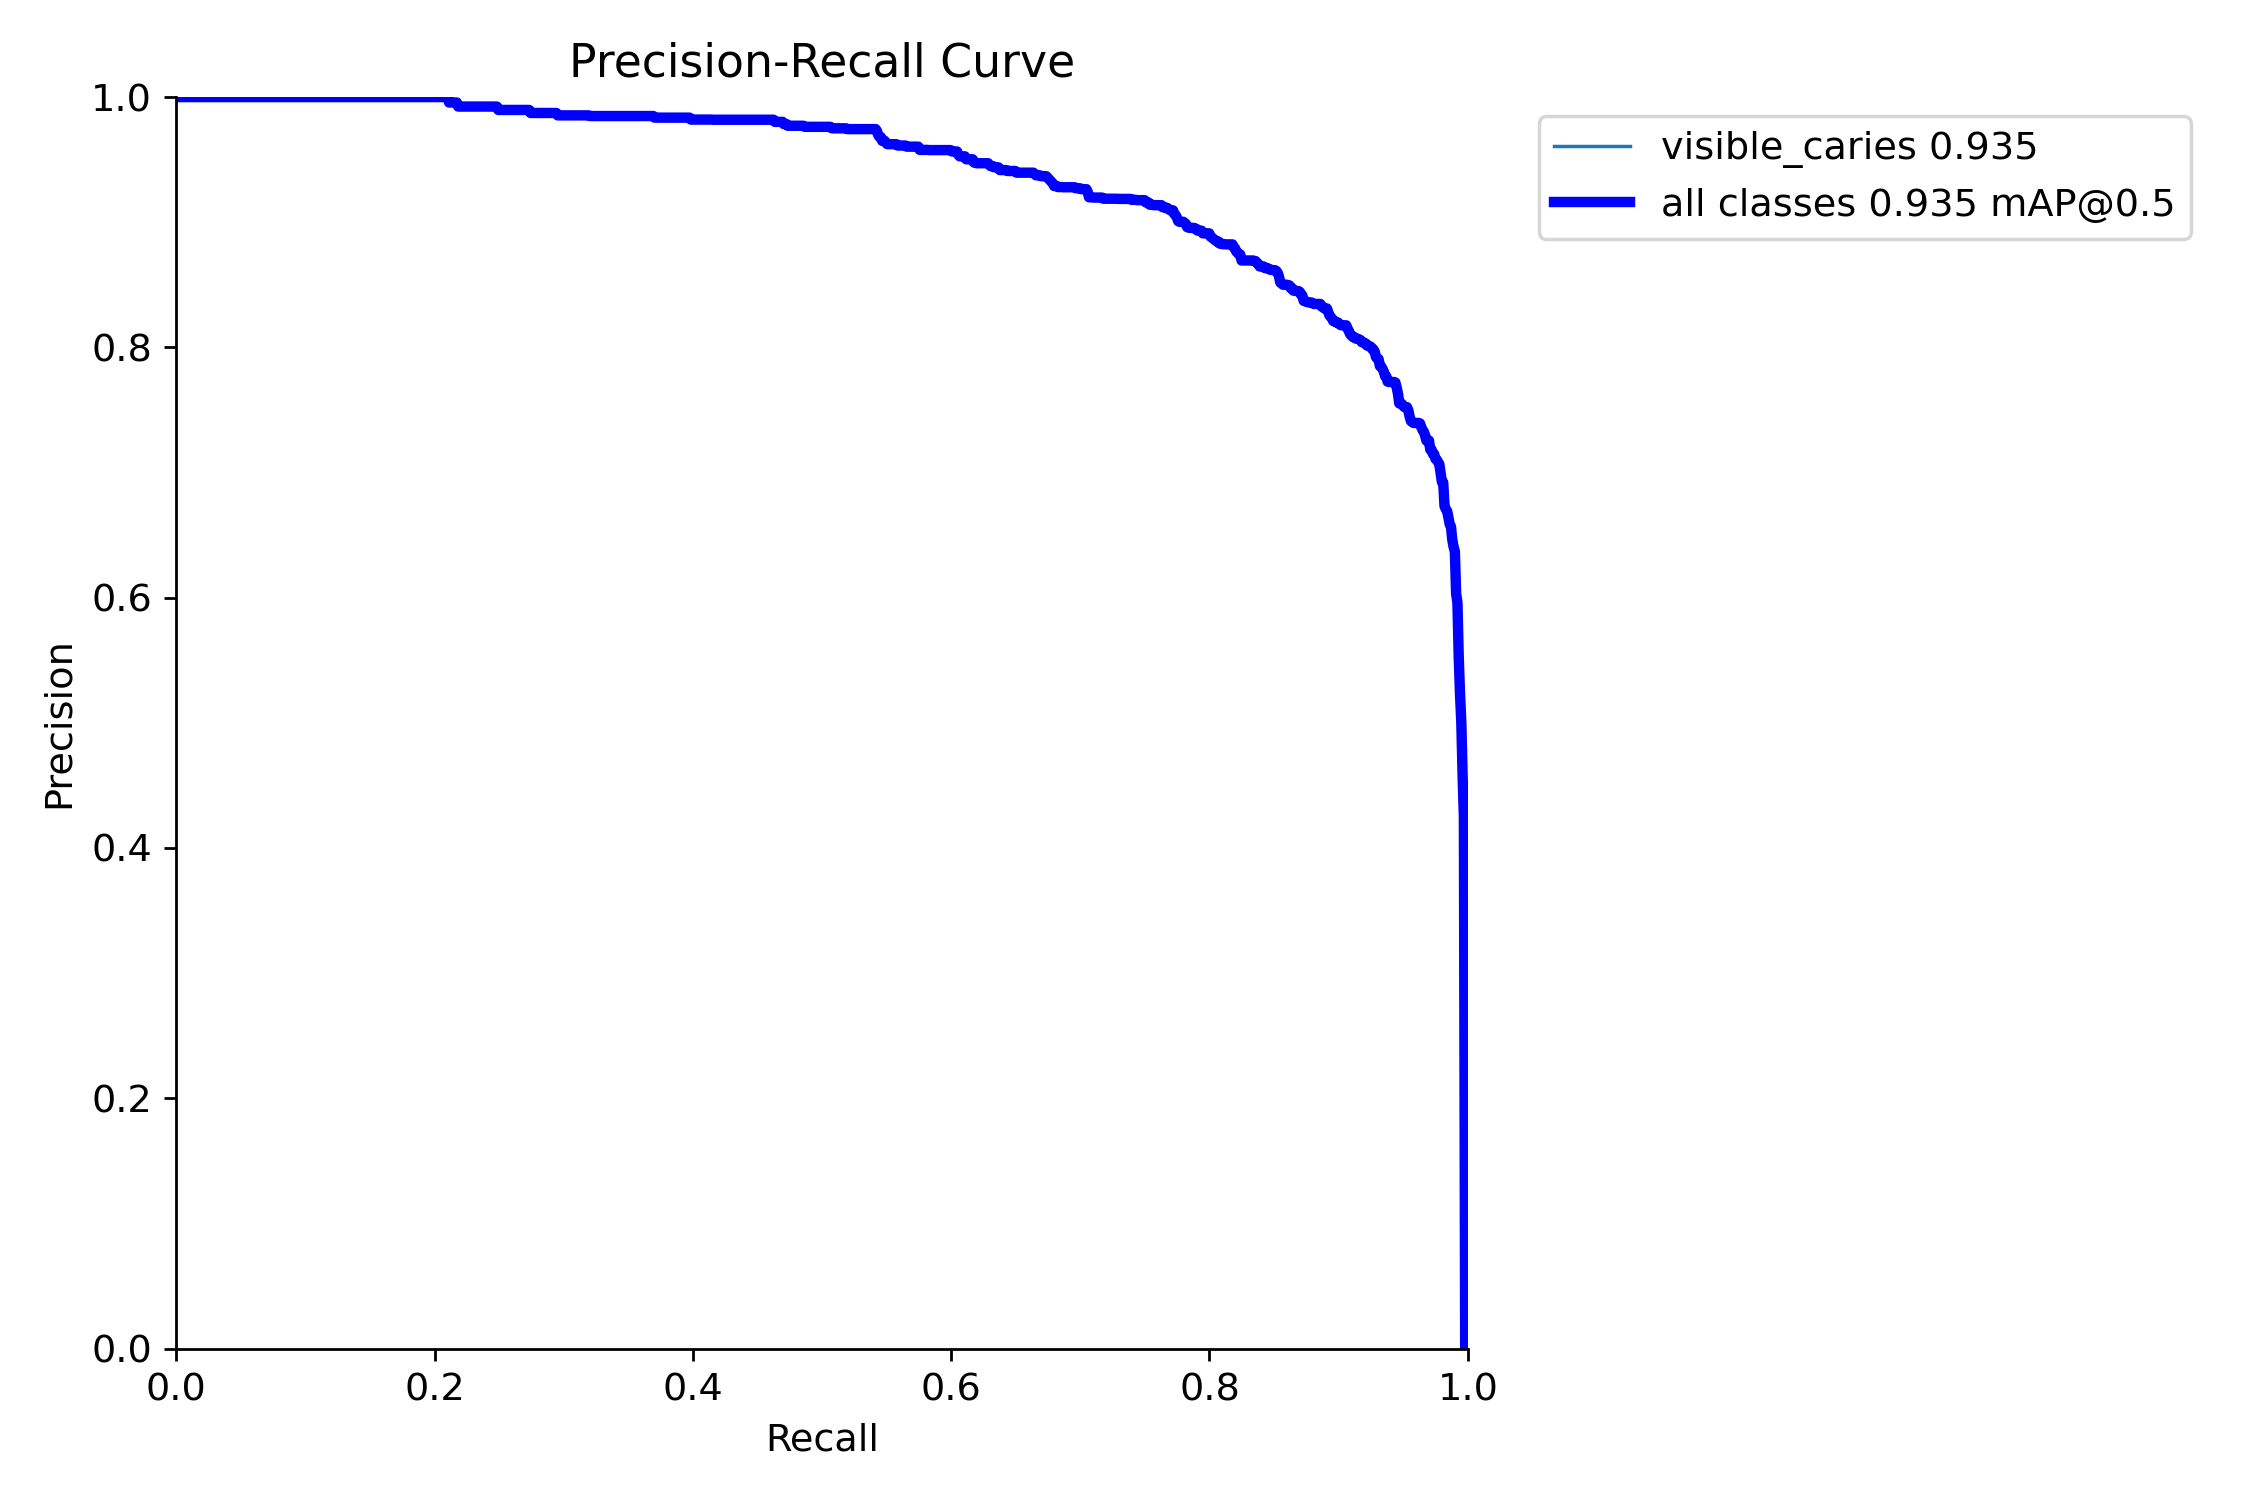 Precision-Recall Curve
visible_caries 0.935
all classes 0.935 mAP@0.5
1.0
0.8
0.6
0.4
0.2
0.0
Precision
0.0 0.2 0.4 0.6 0.8 1.0
Recall